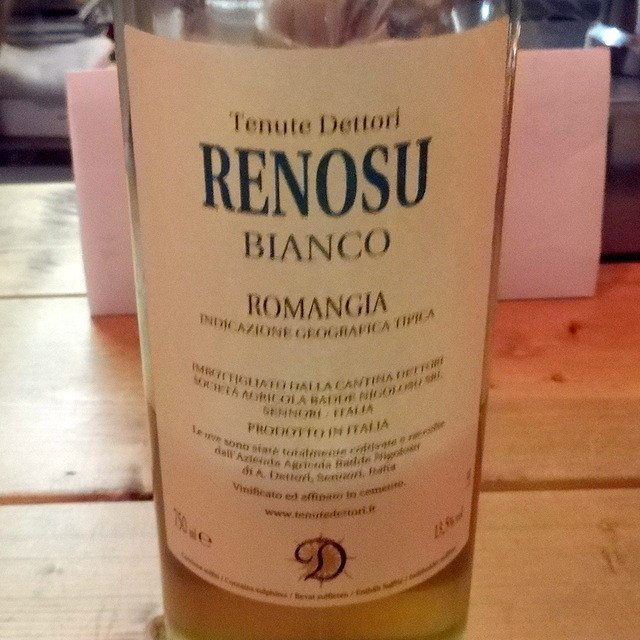 Tenute Dettori
RENOSU
BIANCO
ROMANGIA
INDICAZIONE GEOGRAFICA TIPICA
IMBOTTIGLIATO DALLA CANTINA DETTORI
SOCIETÀ AGRICOLA BADDE NIGOLOSU SRL
SENNORI - ITALIA
PRODOTTO IN ITALIA
Le uve sono state totalmente coltivate e raccolte
dall'Azienda Agricola Badde Nigolosu
di A. Dettori, Sennori, Italia
Vinificato ed affinato in cemento.
www.tenutedettori.it
750 ml e
D